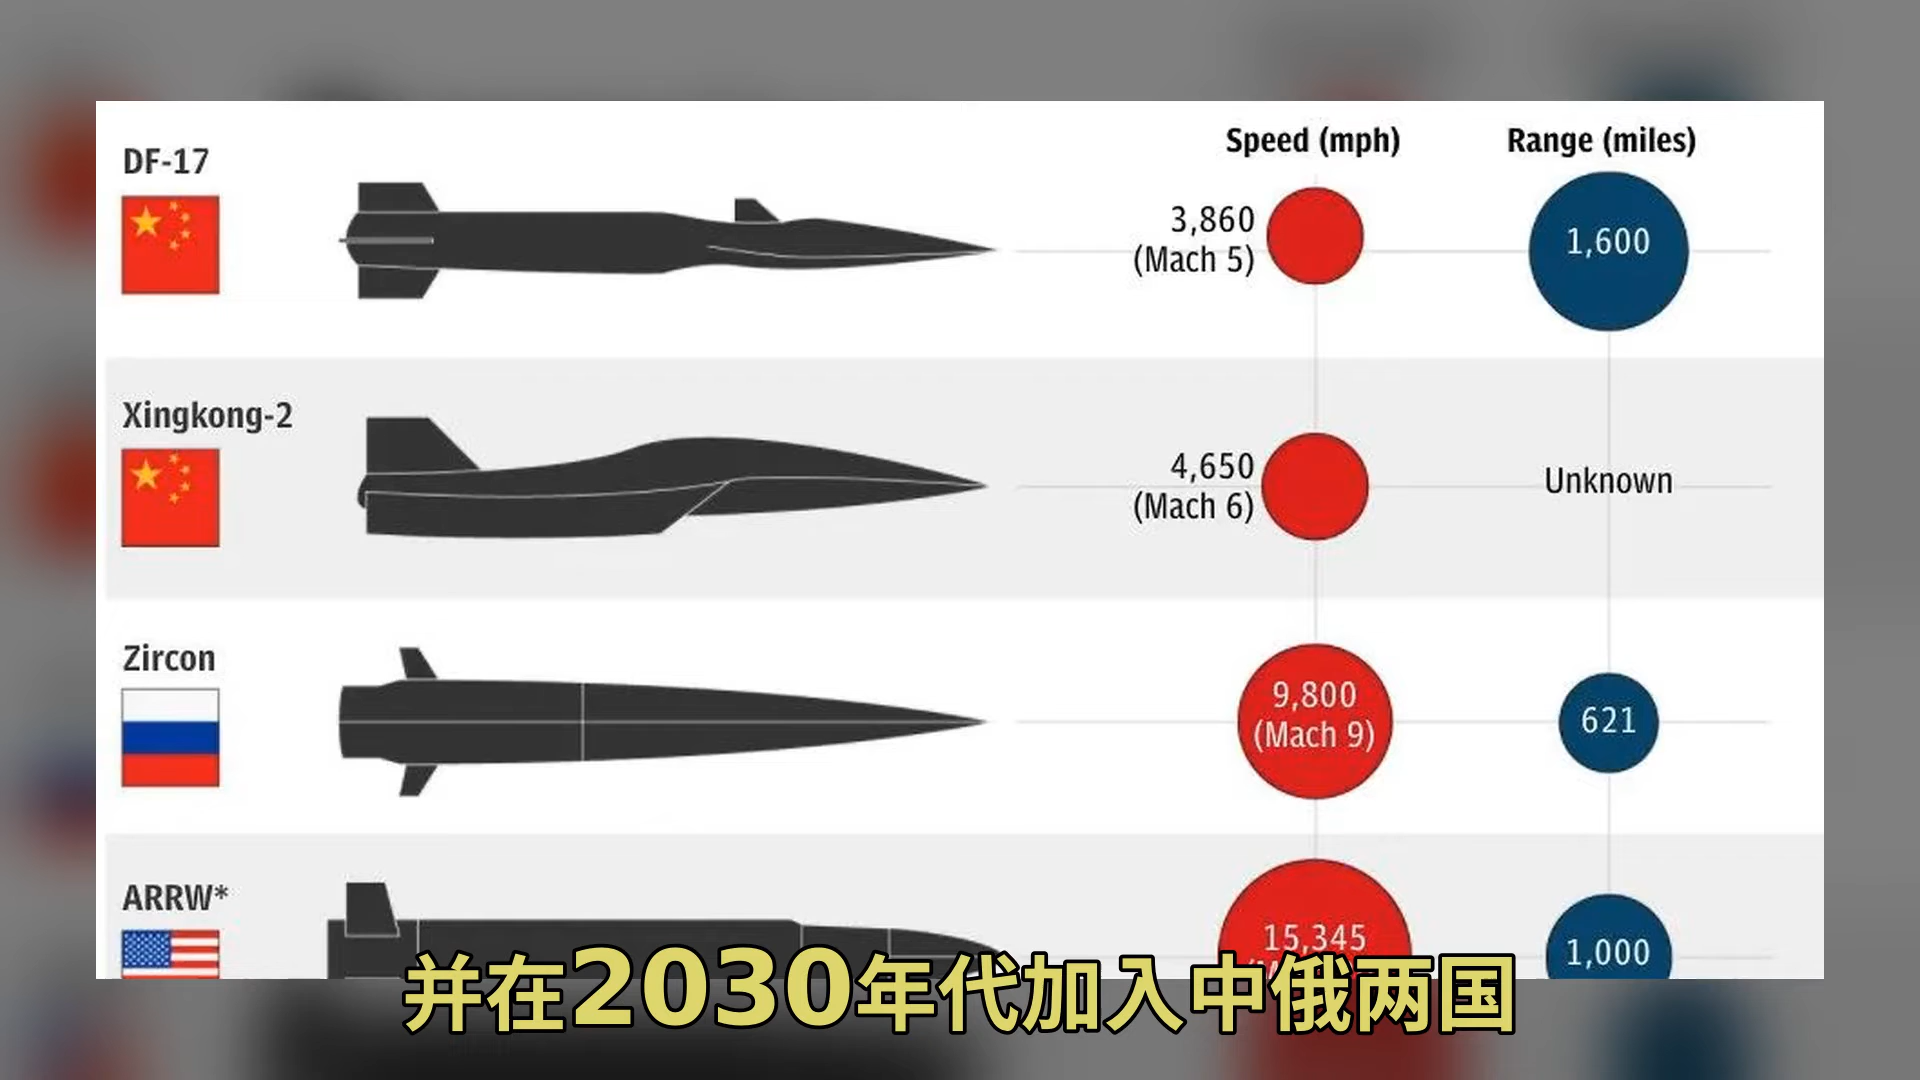 Speed (mph)
Range (miles)
DF-17
3,860
(Mach 5)
1,600
Xingkong-2
4,650
(Mach 6)
Unknown
Zircon
9,800
(Mach 9)
621
ARRW*
15,345
1,000
并在2030年代加入中俄两国